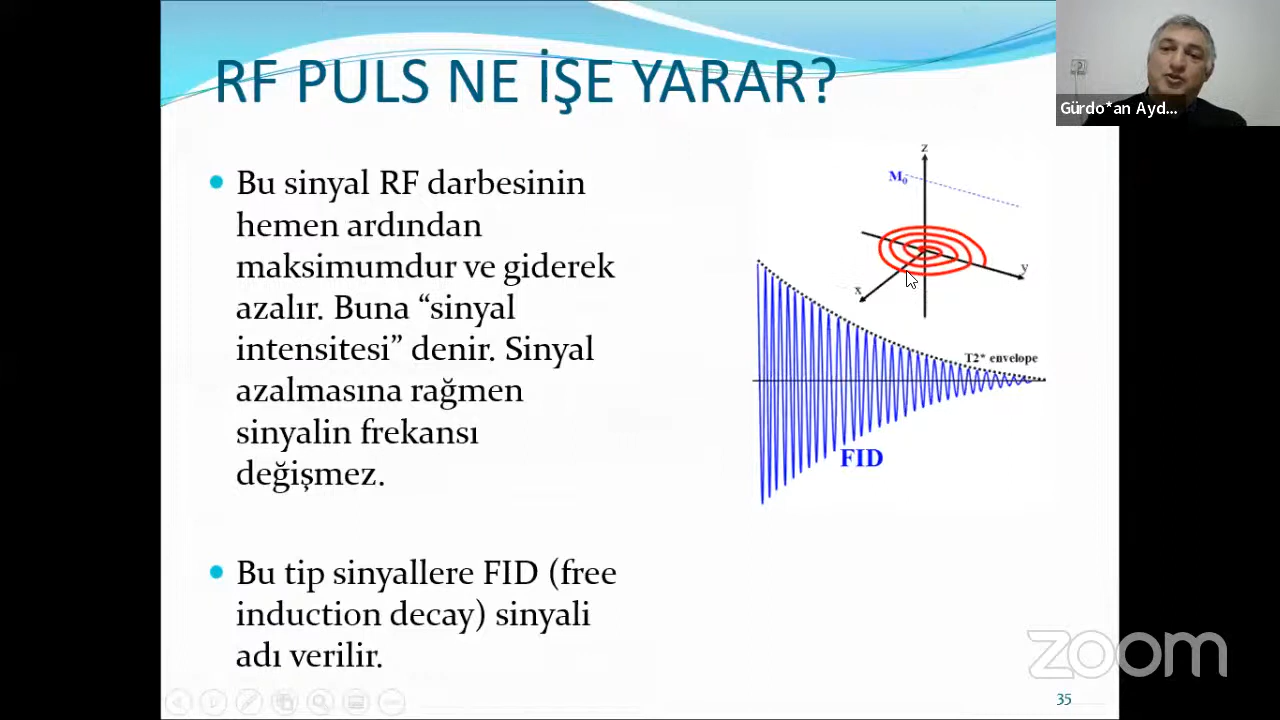 RF PULS NE İŞE YARAR?
Gürdo*an Ayd...
Bu sinyal RF darbesinin
hemen ardından
maksimumdur ve giderek
azalır. Buna “sinyal
intensitesi” denir. Sinyal
azalmasına rağmen
sinyalin frekansı
değişmez.
Bu tip sinyallere FID (free
induction decay) sinyali
adı verilir.
z
M₀
y
x
T2* envelope
FID
zoom
35